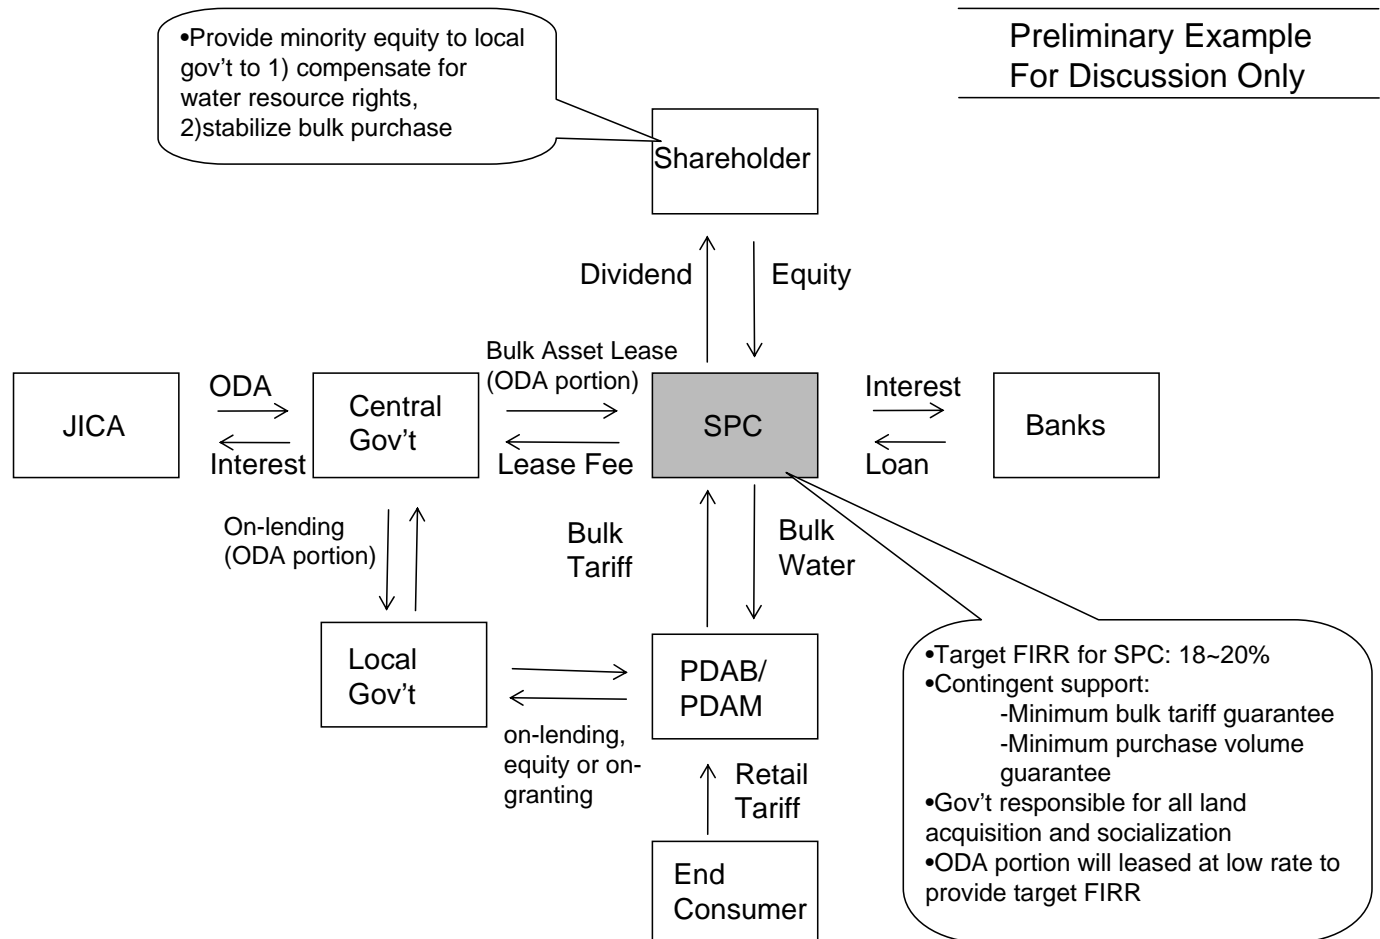 •Provide minority equity to local
gov't to 1) compensate for
water resource rights,
2)stabilize bulk purchase
Preliminary Example
For Discussion Only
Shareholder
Dividend
Equity
Bulk Asset Lease
(ODA portion)
JICA
ODA
Interest
Central
Gov't
Lease Fee
SPC
Interest
Loan
Banks
On-lending
(ODA portion)
Bulk
Tariff
Bulk
Water
Local
Gov't
PDAB/
PDAM
on-lending,
equity or on-
granting
Retail
Tariff
End
Consumer
•Target FIRR for SPC: 18~20%
•Contingent support:
-Minimum bulk tariff guarantee
-Minimum purchase volume
guarantee
•Gov't responsible for all land
acquisition and socialization
•ODA portion will leased at low rate to
provide target FIRR